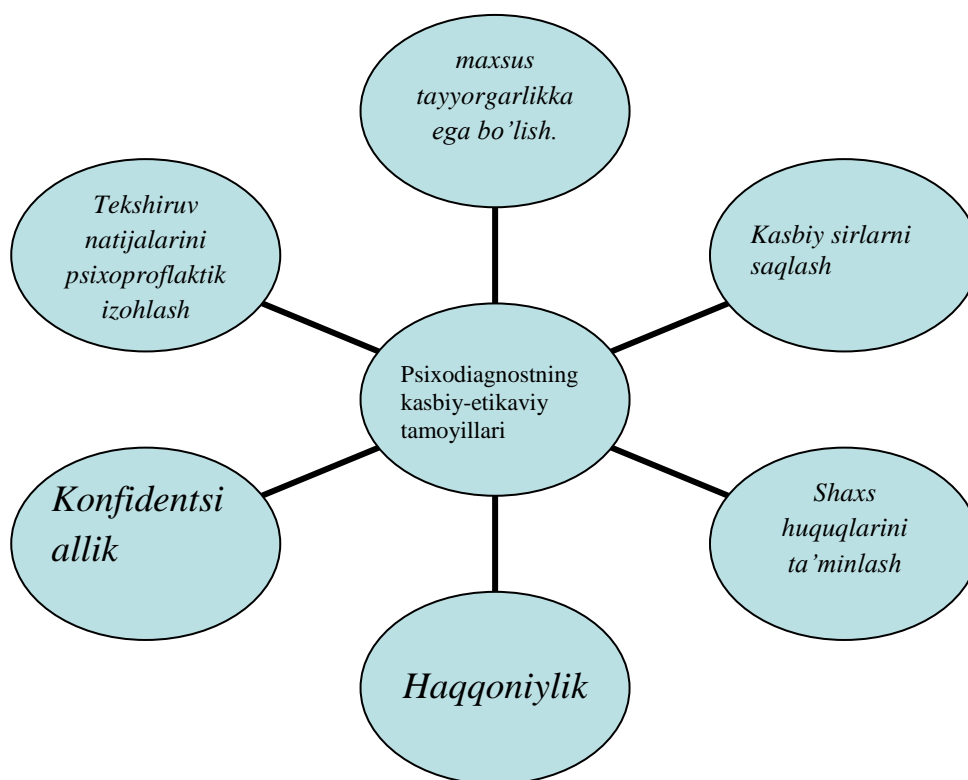 maxsus
tayyorgarlikka
ega bo’lish.
Tekshiruv
natijalarini
psixoproflaktik
izohlash
Kasbiy sirlarni
saqlash
Psixodiagnostning
kasbiy-etikaviy
tamoyillari
Konfidentsi
allik
Shaxs
huquqlarini
ta’minlash
Haqqoniylik